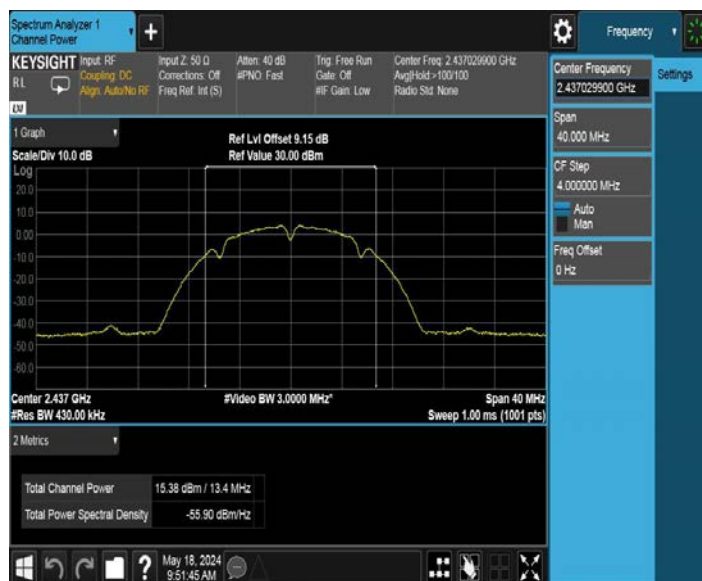 Spectrum Analyzer 1
Channel Power
+
Frequency
KEYSIGHT
RL
LXI
Input: RF
Coupling: DC
Align: Auto/No RF
Input Z: 50 Ω
Corrections: Off
Freq Ref: Int (S)
Atten: 40 dB
#PNO: Fast
Trig: Free Run
Gate: Off
#IF Gain: Low
Center Freq: 2.437029900 GHz
Avg|Hold:>100/100
Radio Std: None
Center Frequency
2.437029900 GHz
Settings
Span
40.000 MHz
CF Step
4.000000 MHz
Auto
Man
Freq Offset
0 Hz
1 Graph
Scale/Div 10.0 dB
Ref Lvl Offset 9.15 dB
Ref Value 30.00 dBm
Log
20.0
10.0
0.00
-10.0
-20.0
-30.0
-40.0
-50.0
-60.0
Center 2.437 GHz
#Video BW 3.0000 MHz*
Span 40 MHz
#Res BW 430.00 kHz
Sweep 1.00 ms (1001 pts)
2 Metrics
Total Channel Power 15.38 dBm / 13.4 MHz
Total Power Spectral Density -55.90 dBm/Hz
?
May 18, 2024
9:51:45 AM